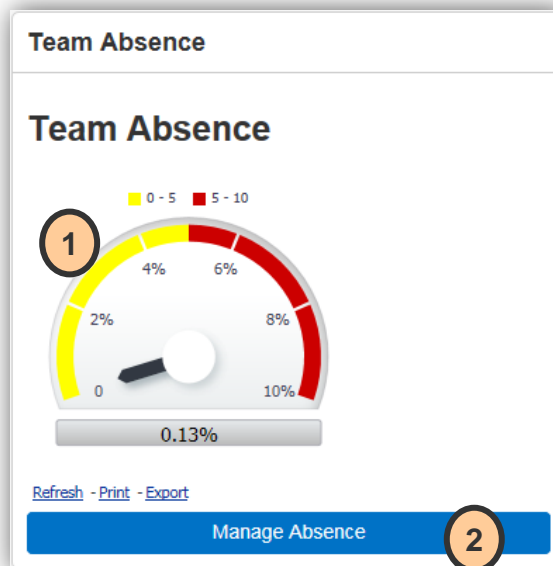 Team Absence
Team Absence
0 - 5 5 - 10
1
4% 6%
2% 8%
0 10%
0.13%
Refresh - Print - Export
Manage Absence
2